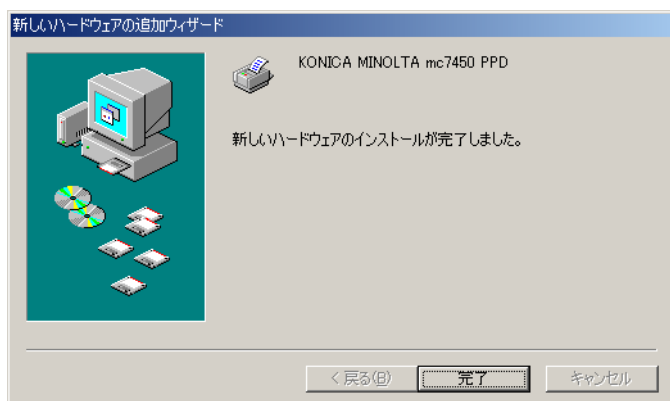 新しいハードウェアの追加ウィザード
KONICA MINOLTA mc7450 PPD
新しいハードウェアのインストールが完了しました。
< 戻る(B)
完了
キャンセル